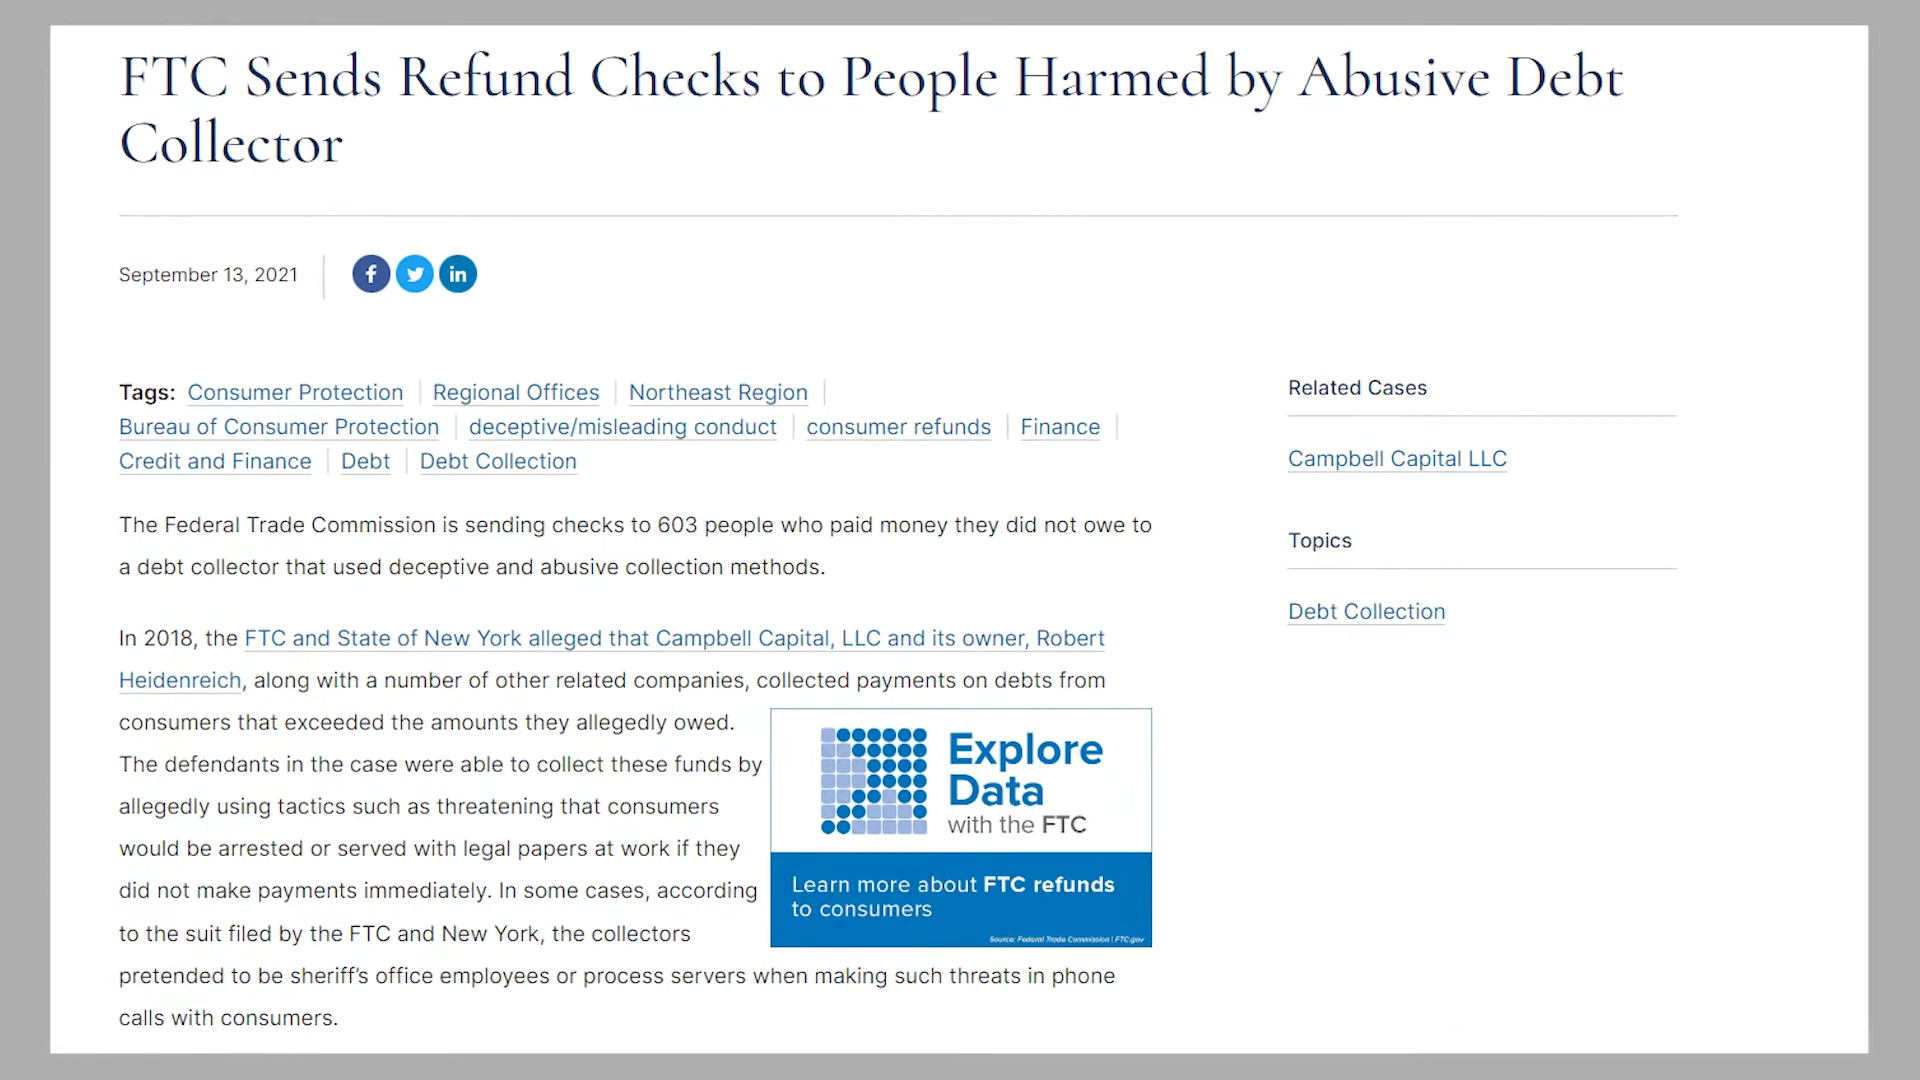 FTC Sends Refund Checks to People Harmed by Abusive Debt
Collector
September 13, 2021
Tags: Consumer Protection Regional Offices Northeast Region
Bureau of Consumer Protection deceptive/misleading conduct consumer refunds Finance
Credit and Finance Debt Debt Collection
The Federal Trade Commission is sending checks to 603 people who paid money they did not owe to
a debt collector that used deceptive and abusive collection methods.
In 2018, the FTC and State of New York alleged that Campbell Capital, LLC and its owner, Robert
Heidenreich, along with a number of other related companies, collected payments on debts from
consumers that exceeded the amounts they allegedly owed.
The defendants in the case were able to collect these funds by
allegedly using tactics such as threatening that consumers
would be arrested or served with legal papers at work if they
did not make payments immediately. In some cases, according
to the suit filed by the FTC and New York, the collectors
pretended to be sheriff's office employees or process servers when making such threats in phone
calls with consumers.
Explore
Data
with the FTC
Learn more about FTC refunds
to consumers
Source: Federal Trade Commission | FTC.gov
Related Cases
Campbell Capital LLC
Topics
Debt Collection